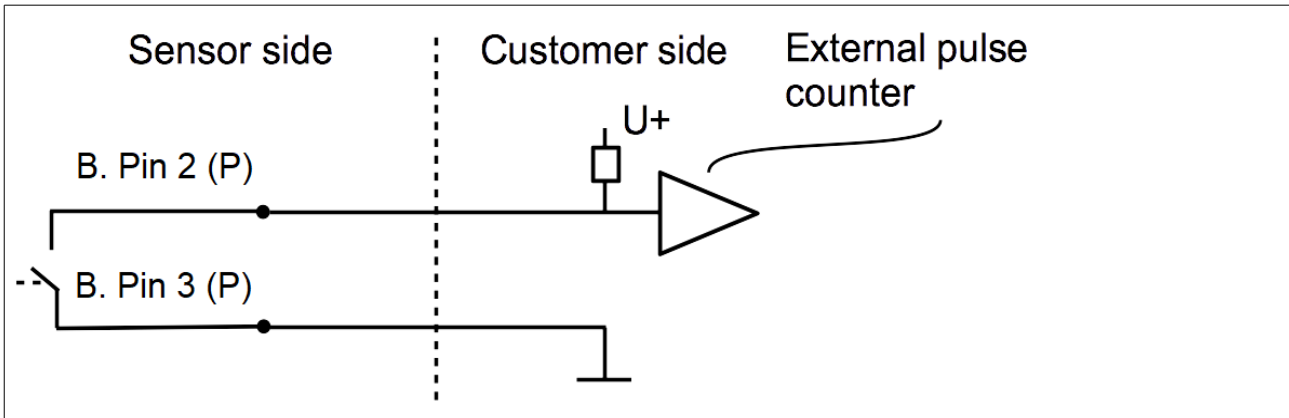 Sensor side
Customer side
External pulse
counter
U+
B. Pin 2 (P)
B. Pin 3 (P)